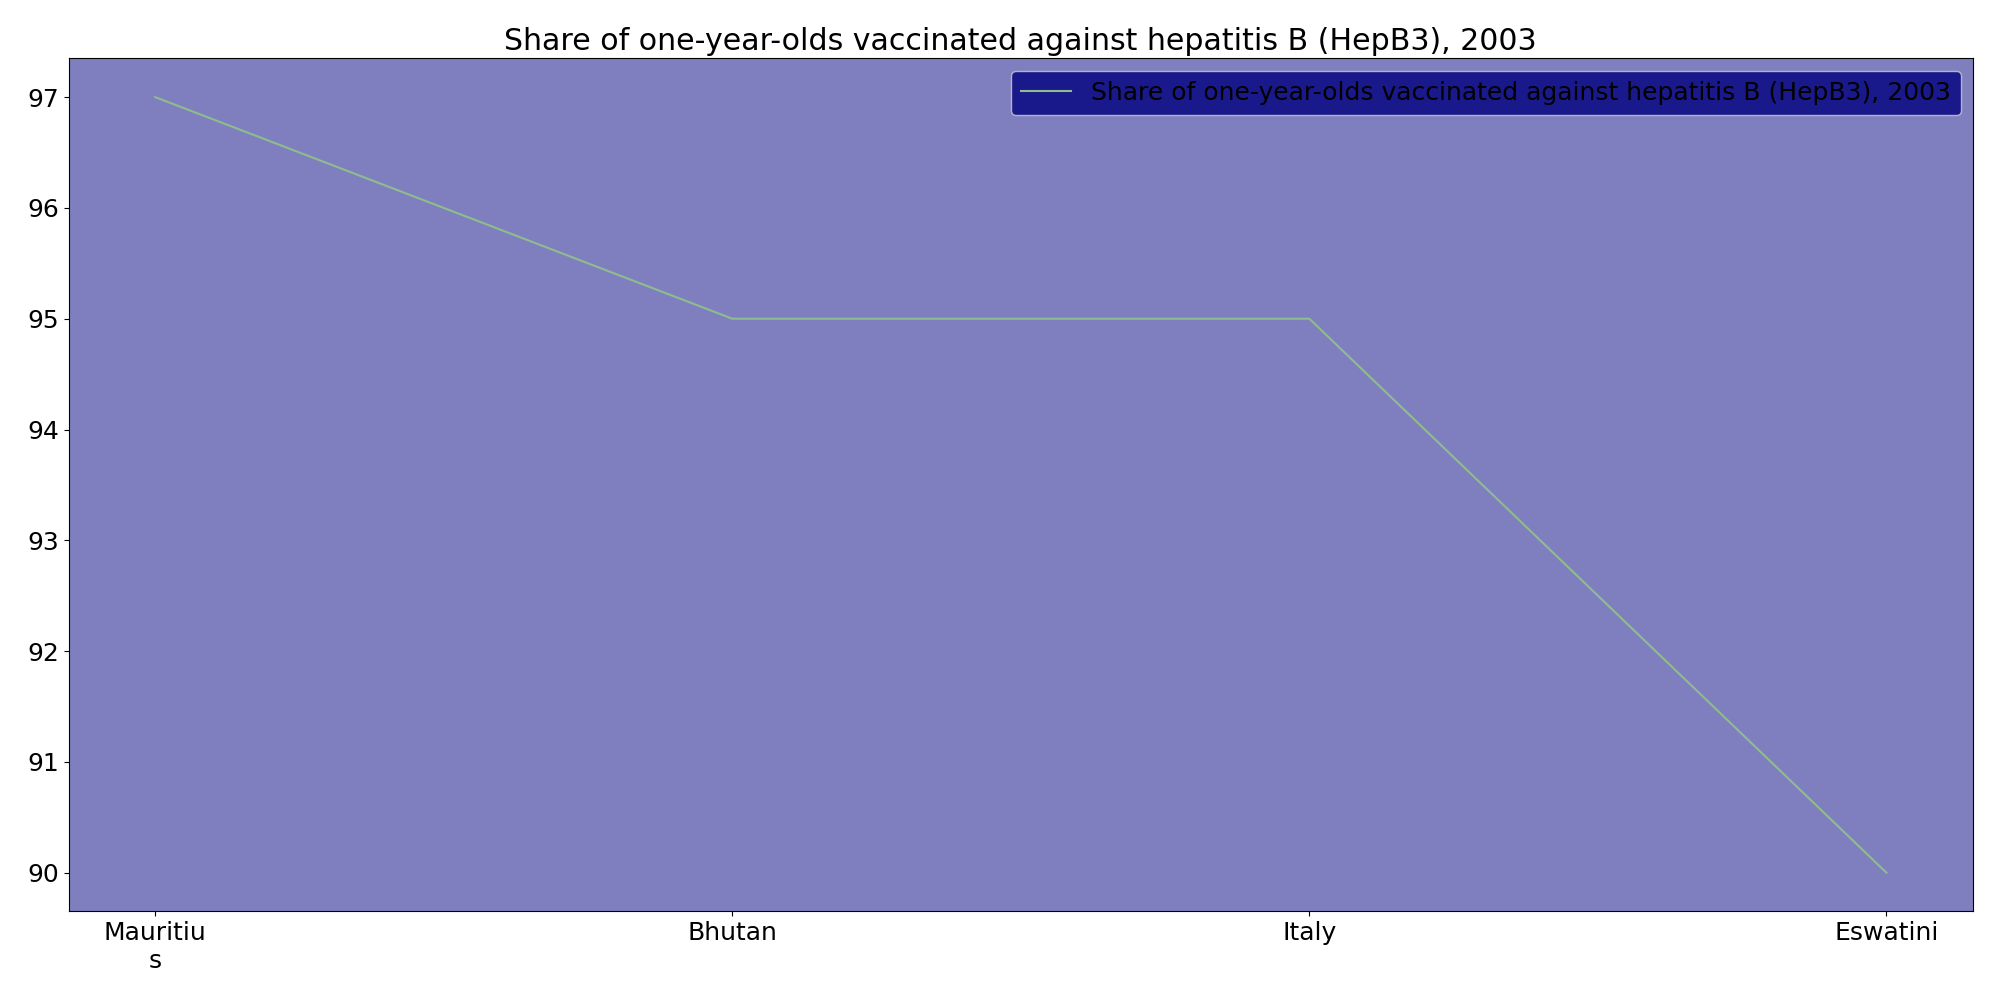 Share of one-year-olds vaccinated against hepatitis B (HepB3), 2003
Share of one-year-olds vaccinated against hepatitis B (HepB3), 2003
97
96
95
94
93
92
91
90
Mauritiu
s
Bhutan
Italy
Eswatini